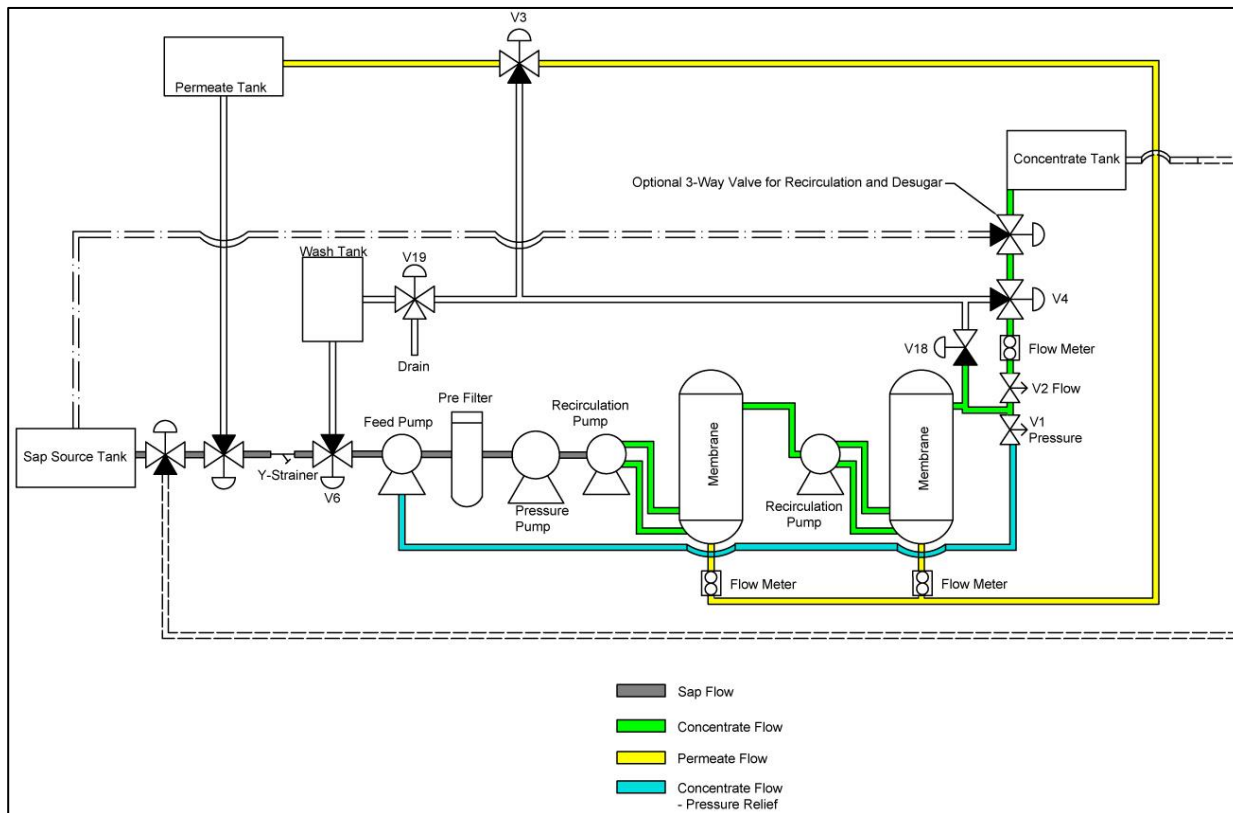 V3
Permeate Tank
Concentrate Tank
Optional 3-Way Valve for Recirculation and Desugar
Wash Tank
V19
V4
Drain
V18
Flow Meter
V2 Flow
Pre Filter
Feed Pump
Recirculation
Pump
V1
Pressure
Sap Source Tank
Y-Strainer
V6
Pressure
Pump
Membrane
Recirculation
Pump
Membrane
Flow Meter
Flow Meter
Sap Flow
Concentrate Flow
Permeate Flow
Concentrate Flow
- Pressure Relief